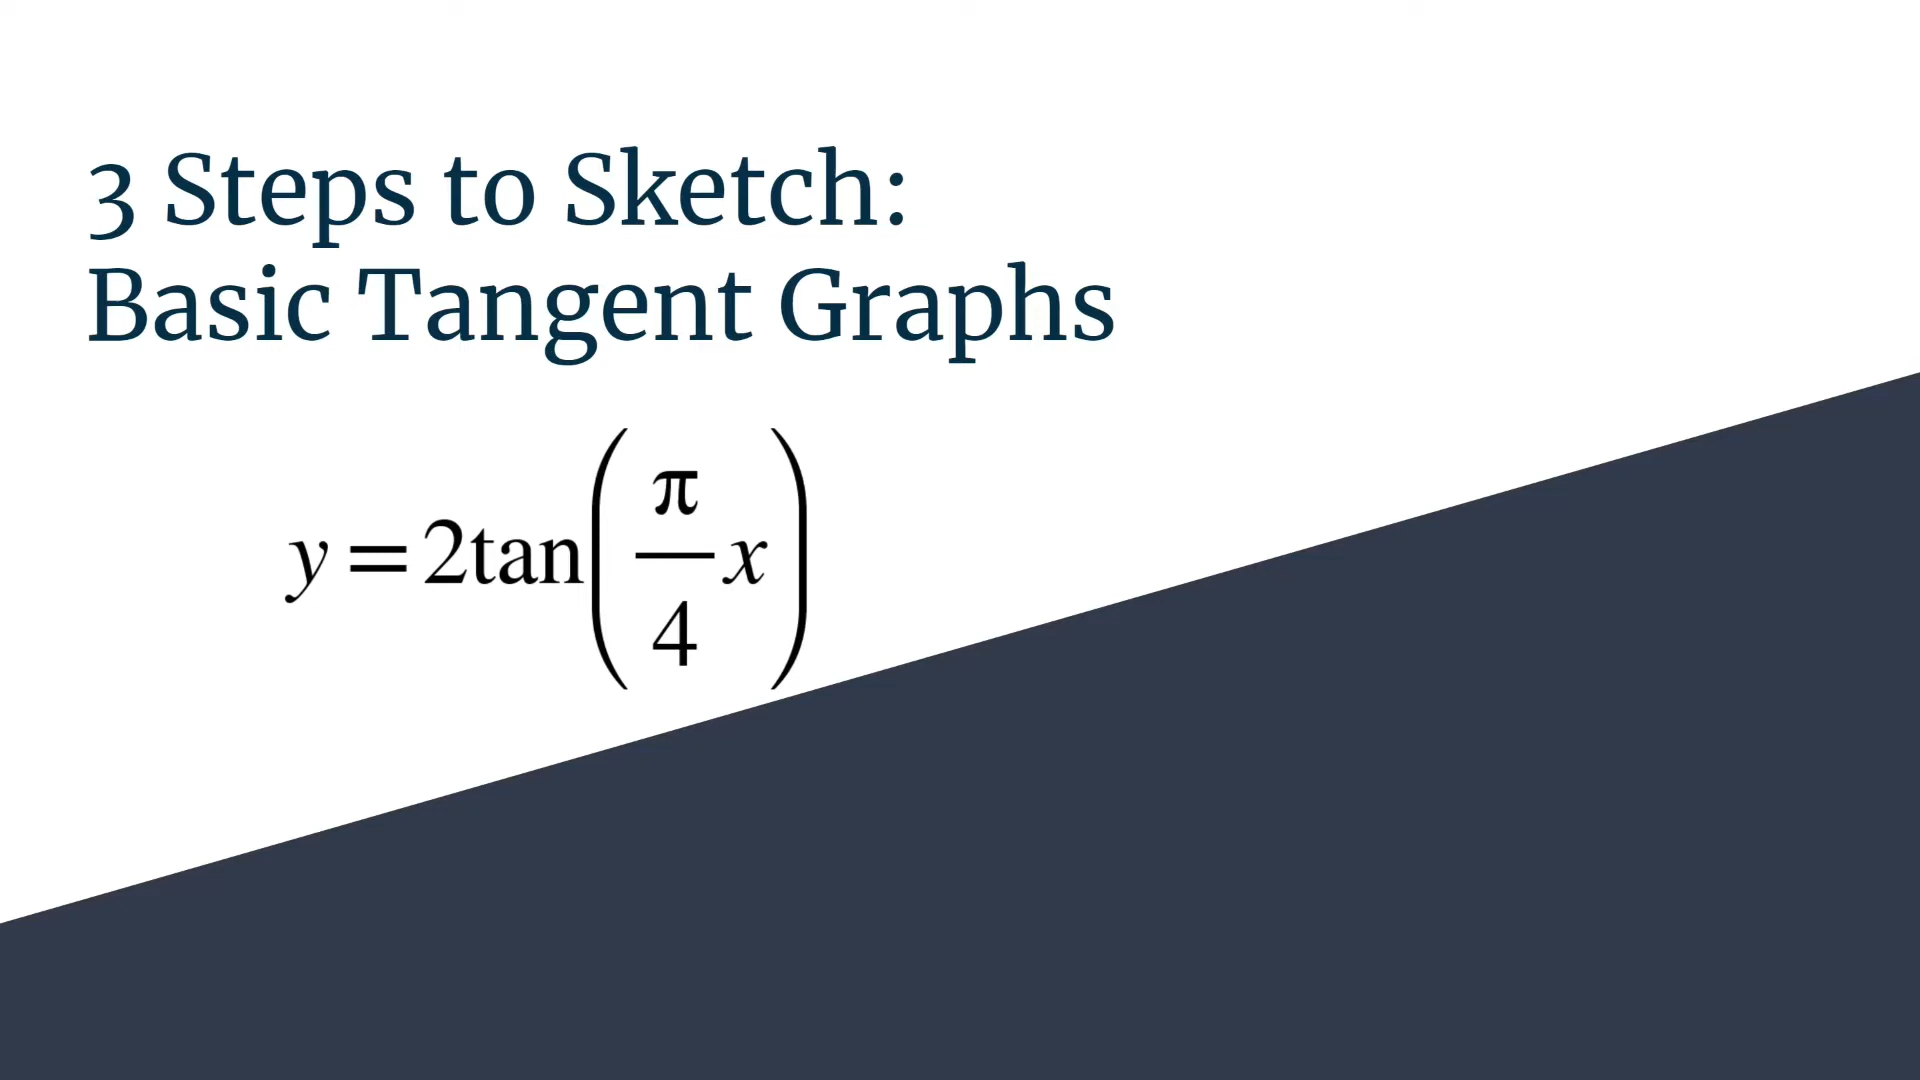 3 Steps to Sketch:
Basic Tangent Graphs
y = 2tan(π/4 x)